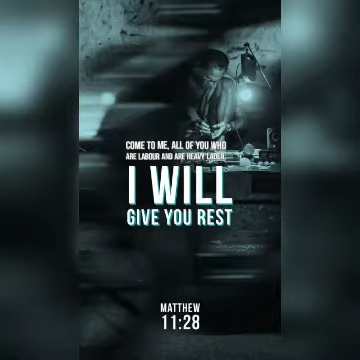 COME TO ME, ALL OF YOU WHO
ARE LABOUR AND ARE HEAVY LADEN,
I WILL
GIVE YOU REST
MATTHEW
11:28